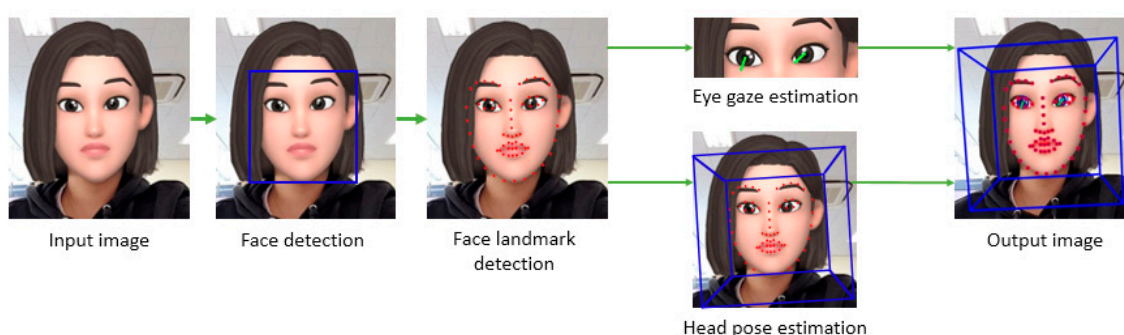 Input image
Face detection
Face landmark
detection
Eye gaze estimation
Head pose estimation
Output image